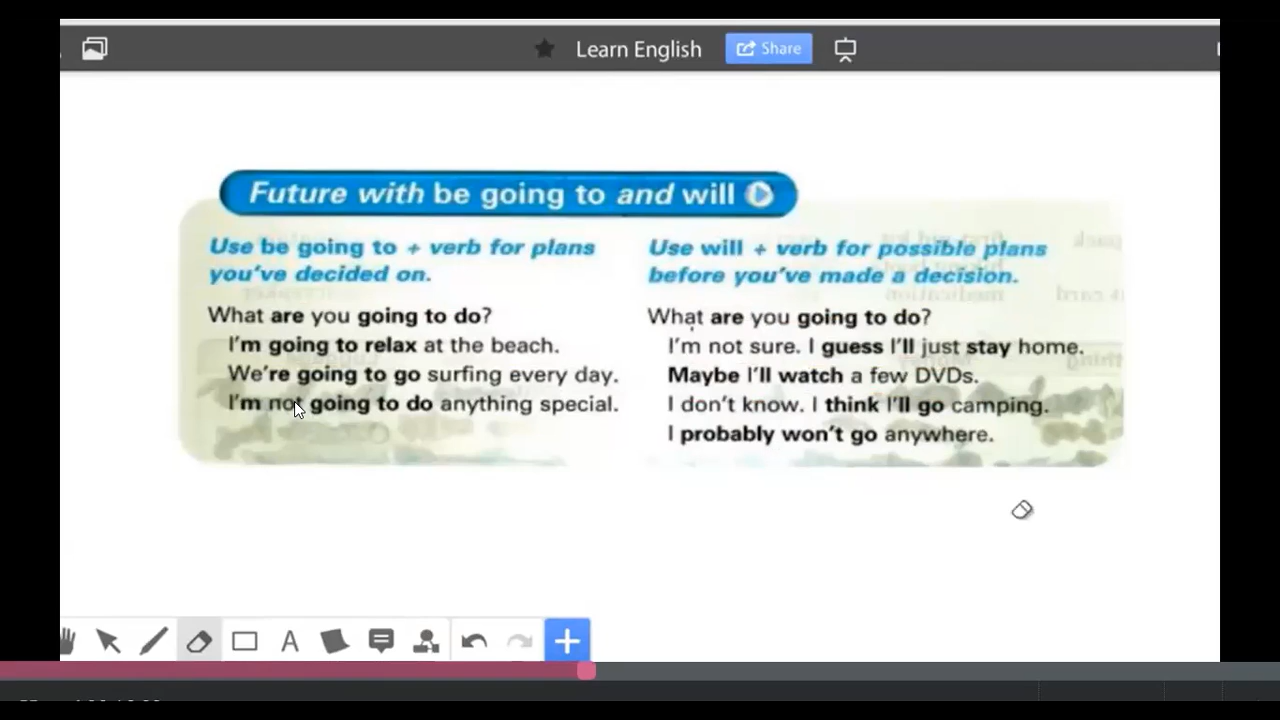 Learn English
Share
Future with be going to and will
Use be going to + verb for plans
you've decided on.
What are you going to do?
I'm going to relax at the beach.
We're going to go surfing every day.
I'm not going to do anything special.
Use will + verb for possible plans
before you've made a decision.
What are you going to do?
I'm not sure. I guess I'll just stay home.
Maybe I'll watch a few DVDs.
I don't know. I think I'll go camping.
I probably won't go anywhere.
A